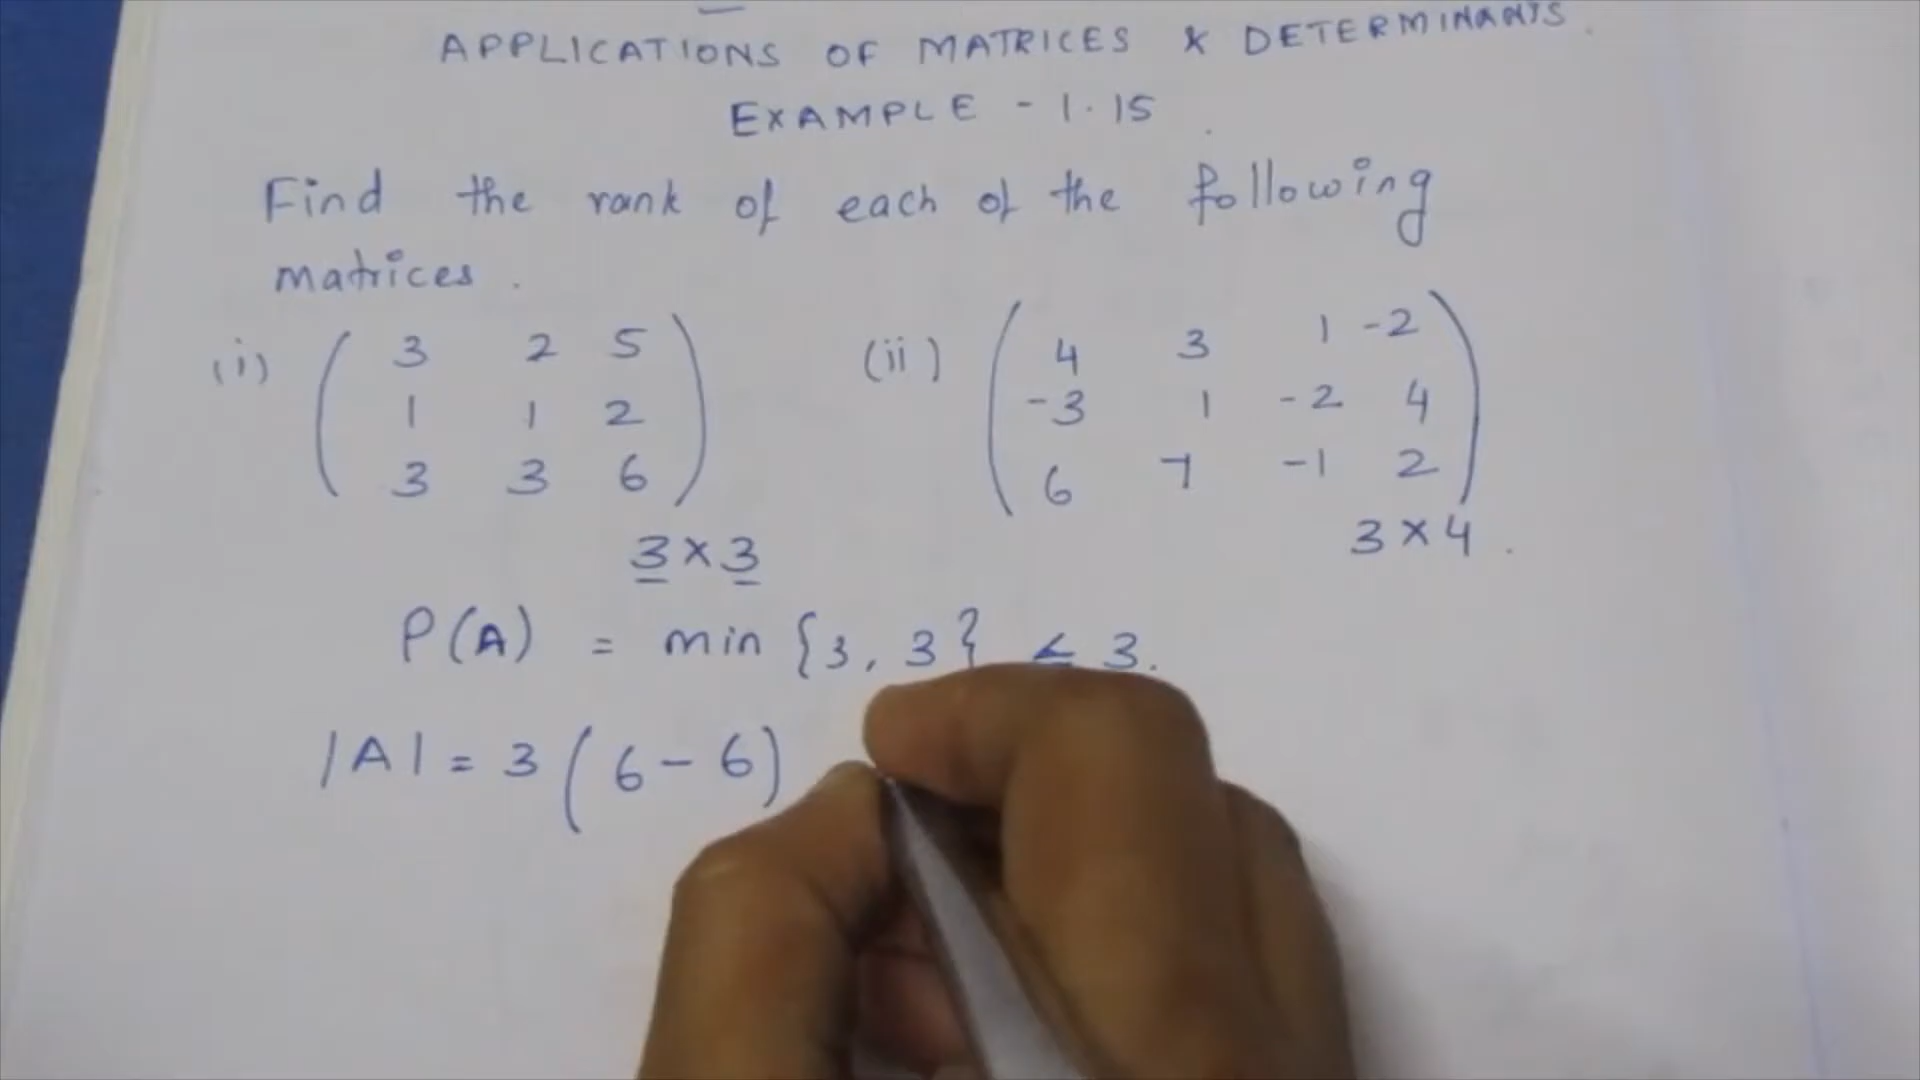 APPLICATIONS OF MATRICES & DETERMINANTS.
EXAMPLE - 1.15.
Find the rank of each of the following
matrices.
(i) ( 3 2 5 (ii) ( 4 3 1 -2
1 1 2 -3 1 -2 4
3 3 6 ) 6 7 -1 2 )
3 × 3 3 × 4.
P(A) = min {3, 3} ≤ 3.
|A| = 3 (6 - 6)